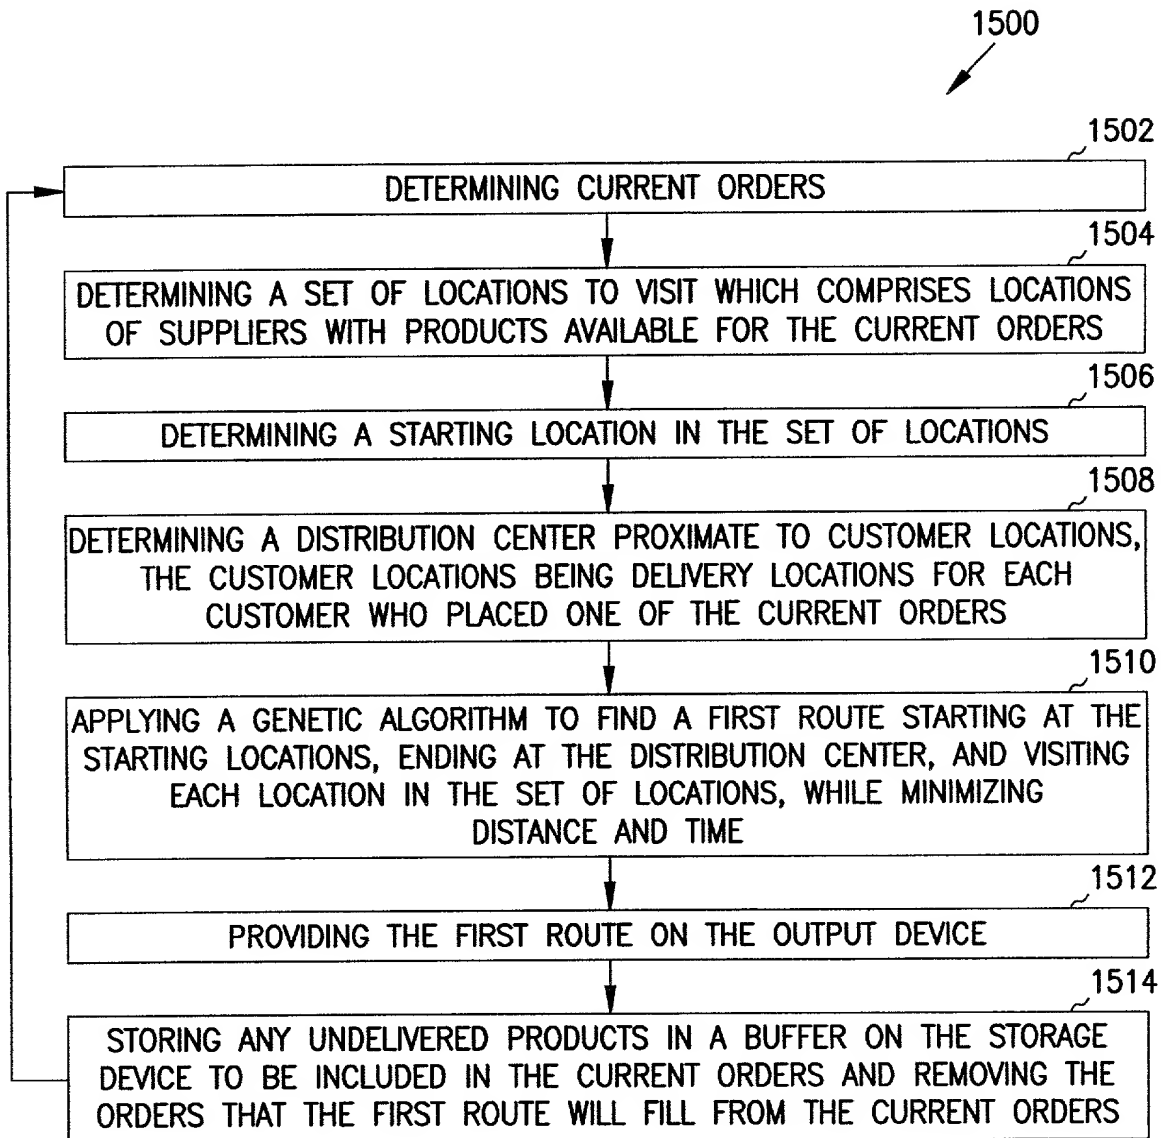 1500
1502
DETERMINING CURRENT ORDERS
1504
DETERMINING A SET OF LOCATIONS TO VISIT WHICH COMPRISES LOCATIONS
OF SUPPLIERS WITH PRODUCTS AVAILABLE FOR THE CURRENT ORDERS
1506
DETERMINING A STARTING LOCATION IN THE SET OF LOCATIONS
1508
DETERMINING A DISTRIBUTION CENTER PROXIMATE TO CUSTOMER LOCATIONS,
THE CUSTOMER LOCATIONS BEING DELIVERY LOCATIONS FOR EACH
CUSTOMER WHO PLACED ONE OF THE CURRENT ORDERS
1510
APPLYING A GENETIC ALGORITHM TO FIND A FIRST ROUTE STARTING AT THE
STARTING LOCATIONS, ENDING AT THE DISTRIBUTION CENTER, AND VISITING
EACH LOCATION IN THE SET OF LOCATIONS, WHILE MINIMIZING
DISTANCE AND TIME
1512
PROVIDING THE FIRST ROUTE ON THE OUTPUT DEVICE
1514
STORING ANY UNDELIVERED PRODUCTS IN A BUFFER ON THE STORAGE
DEVICE TO BE INCLUDED IN THE CURRENT ORDERS AND REMOVING THE
ORDERS THAT THE FIRST ROUTE WILL FILL FROM THE CURRENT ORDERS